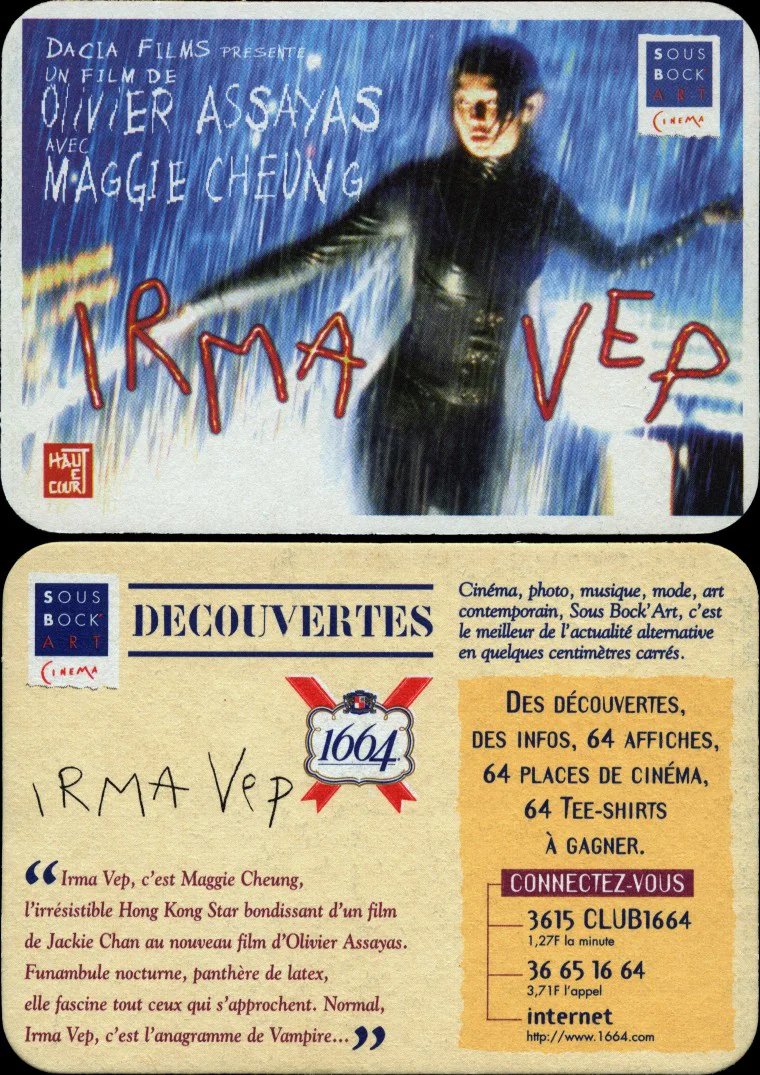 DACIA FILMS PRESENTE
UN FILM DE
OLIVIER ASSAYAS
AVEC
MAGGIE CHEUNG
SOUS
BOCK'
ART
CINEMA
IRMA VEP
HAUT
ET
COURT
SOUS
BOCK'
ART
CINEMA
DECOUVERTES
Cinéma, photo, musique, mode, art
contemporain, Sous Bock'Art, c'est
le meilleur de l'actualité alternative
en quelques centimètres carrés.
1664
IRMA Vep
“Irma Vep, c'est Maggie Cheung,
l'irrésistible Hong Kong Star bondissant d'un film
de Jackie Chan au nouveau film d'Olivier Assayas.
Funambule nocturne, panthère de latex,
elle fascine tout ceux qui s'approchent. Normal,
Irma Vep, c'est l'anagramme de Vampire...”
DES DÉCOUVERTES,
DES INFOS, 64 AFFICHES,
64 PLACES DE CINÉMA,
64 TEE-SHIRTS
À GAGNER.
CONNECTEZ-VOUS
3615 CLUB1664
1,27F la minute
36 65 16 64
3,71F l'appel
internet
http://www.1664.com